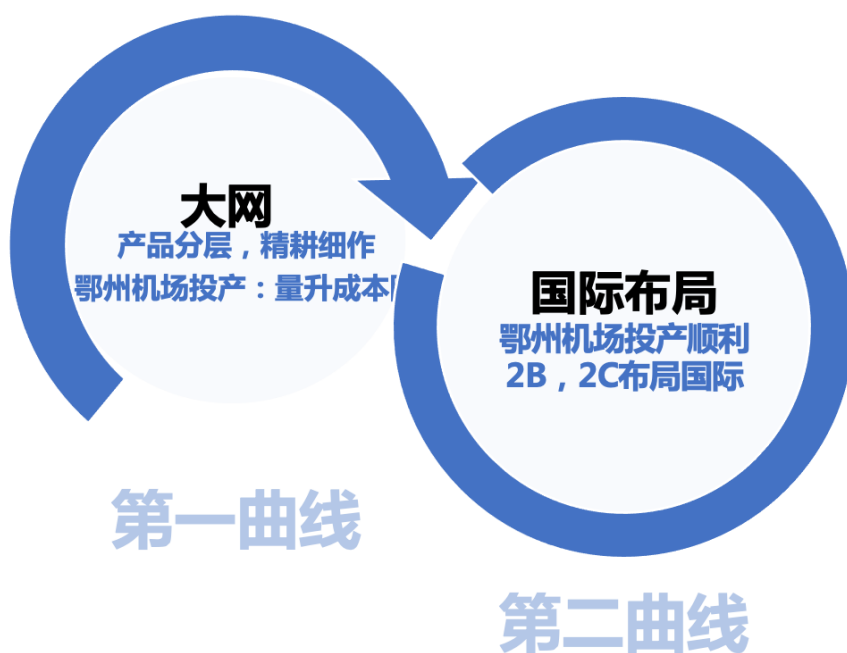 大网
产品分层，精耕细作
鄂州机场投产：量升成本
第一曲线
国际布局
鄂州机场投产顺利
2B，2C布局国际
第二曲线